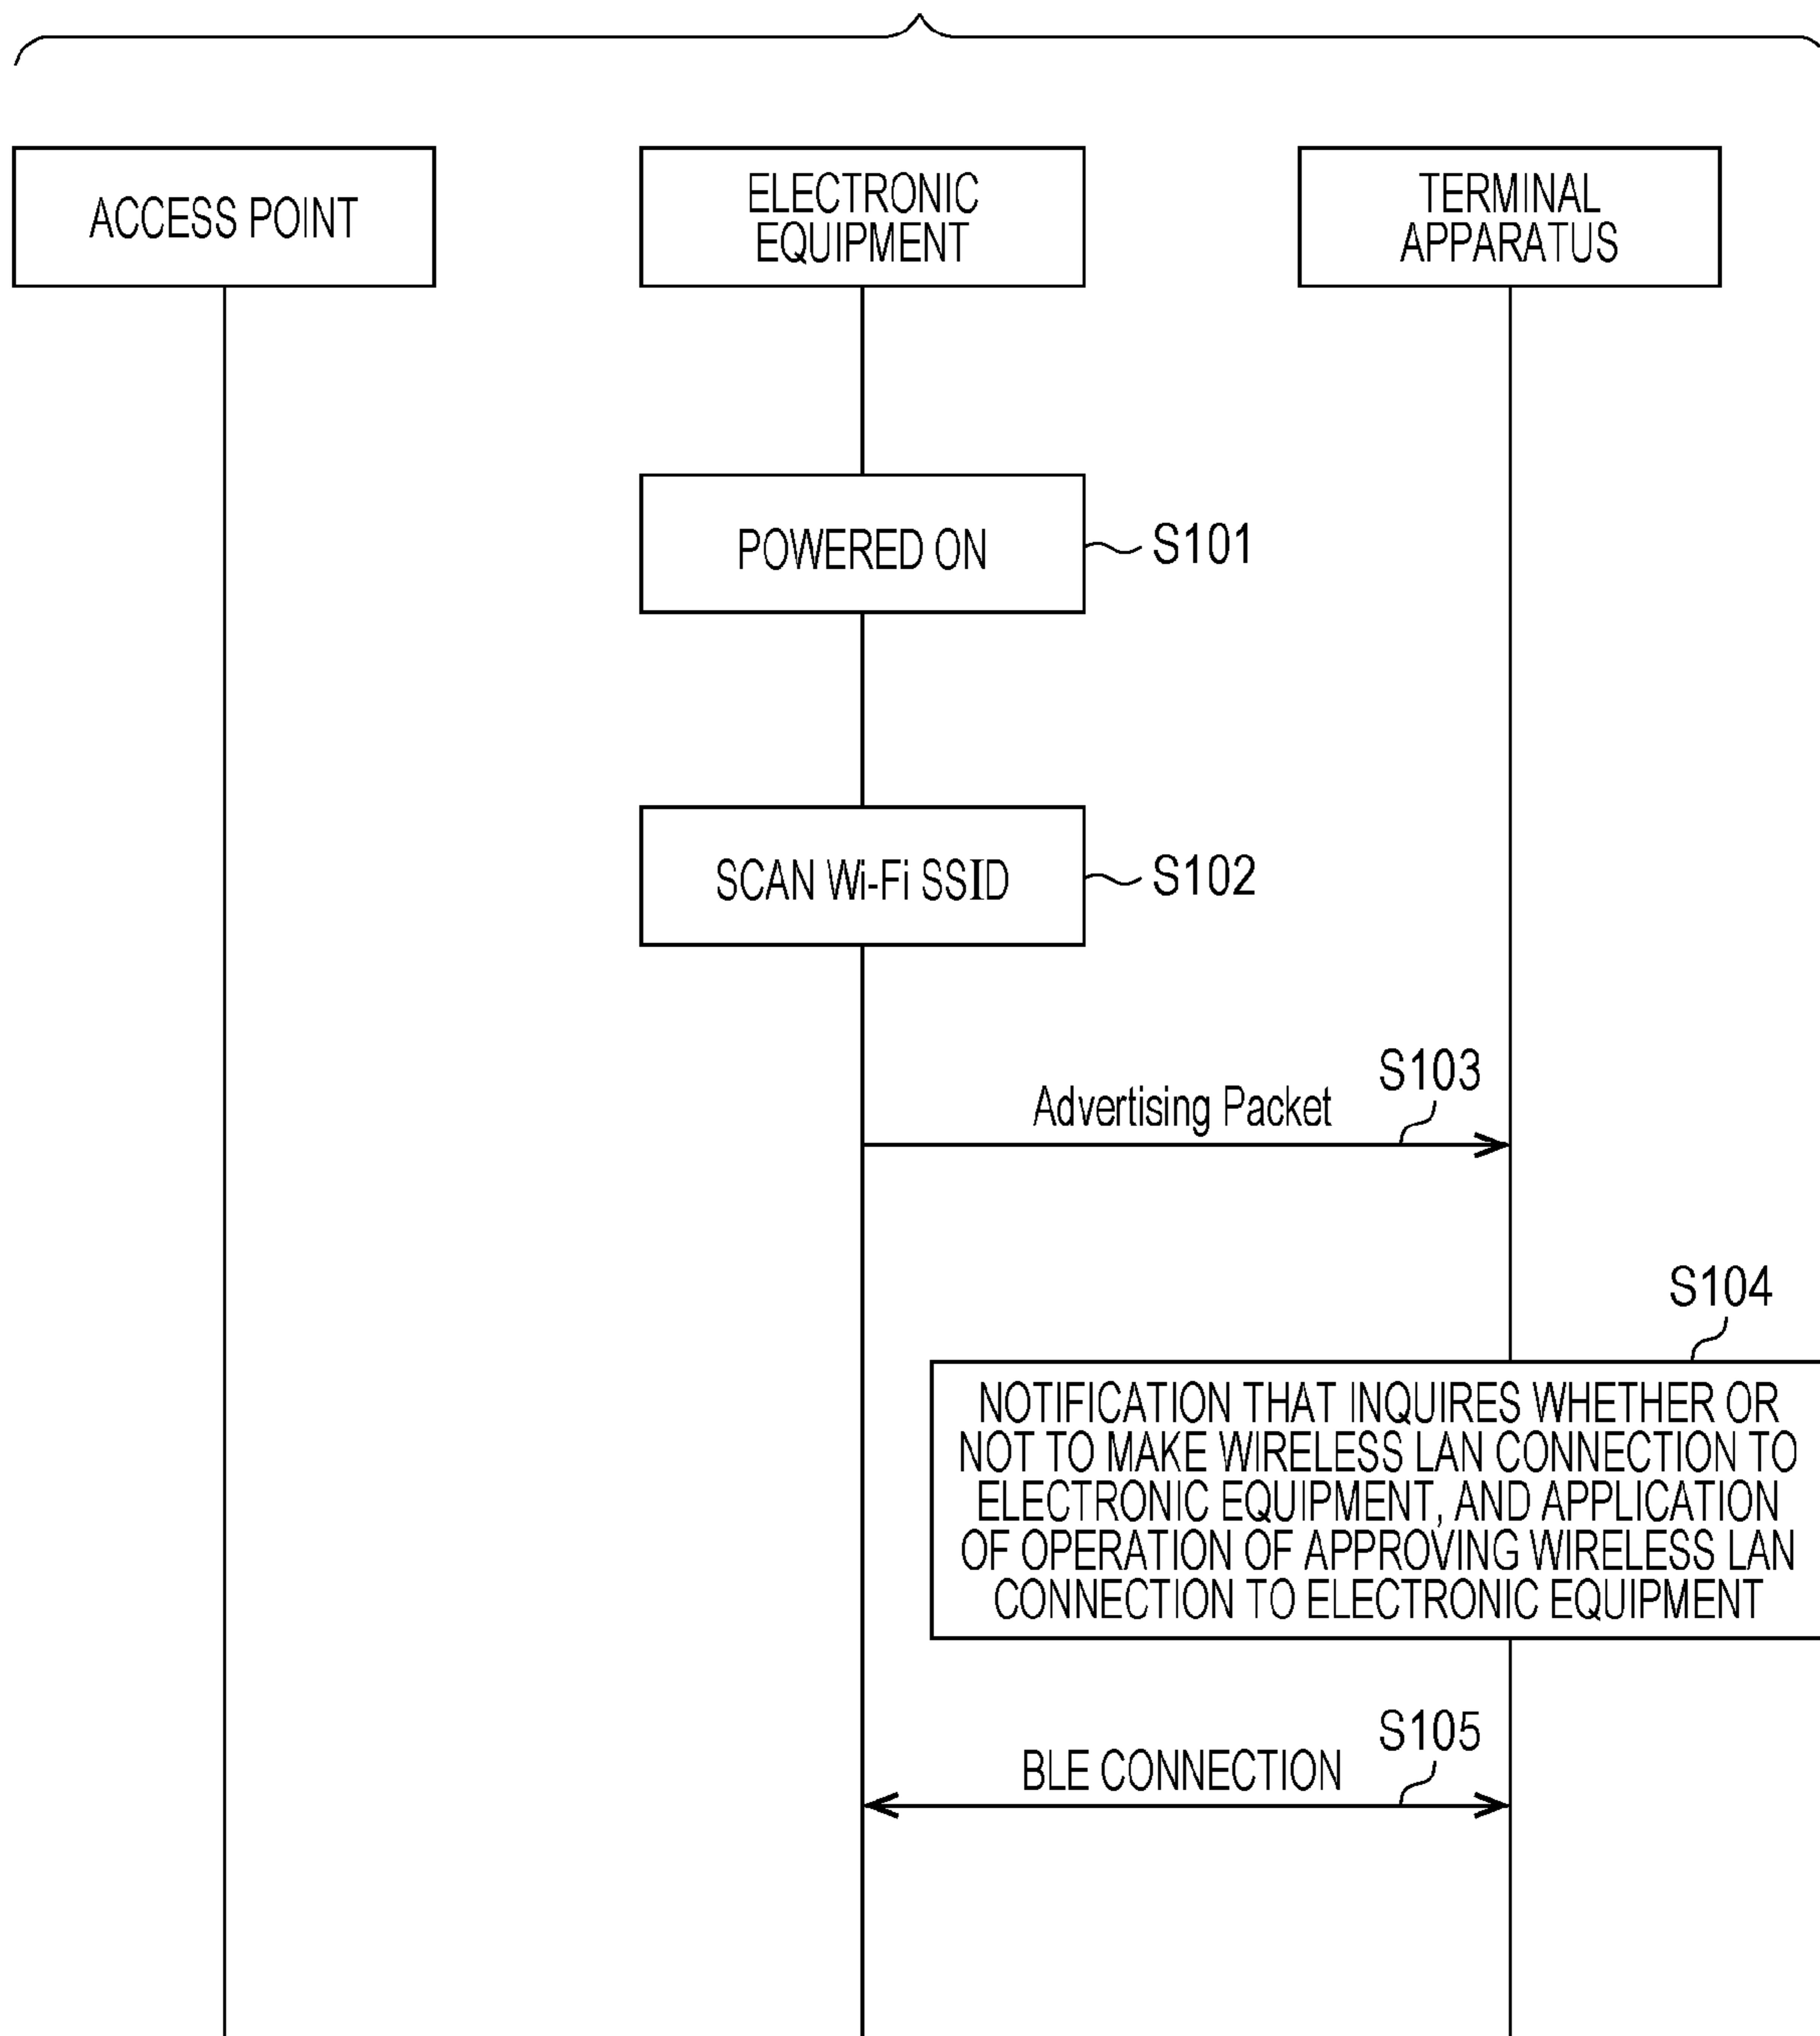 ACCESS POINT
ELECTRONIC
EQUIPMENT
TERMINAL
APPARATUS
POWERED ON
S101
SCAN Wi-Fi SSID
S102
S103
Advertising Packet
S104
NOTIFICATION THAT INQUIRES WHETHER OR
NOT TO MAKE WIRELESS LAN CONNECTION TO
ELECTRONIC EQUIPMENT, AND APPLICATION
OF OPERATION OF APPROVING WIRELESS LAN
CONNECTION TO ELECTRONIC EQUIPMENT
S105
BLE CONNECTION